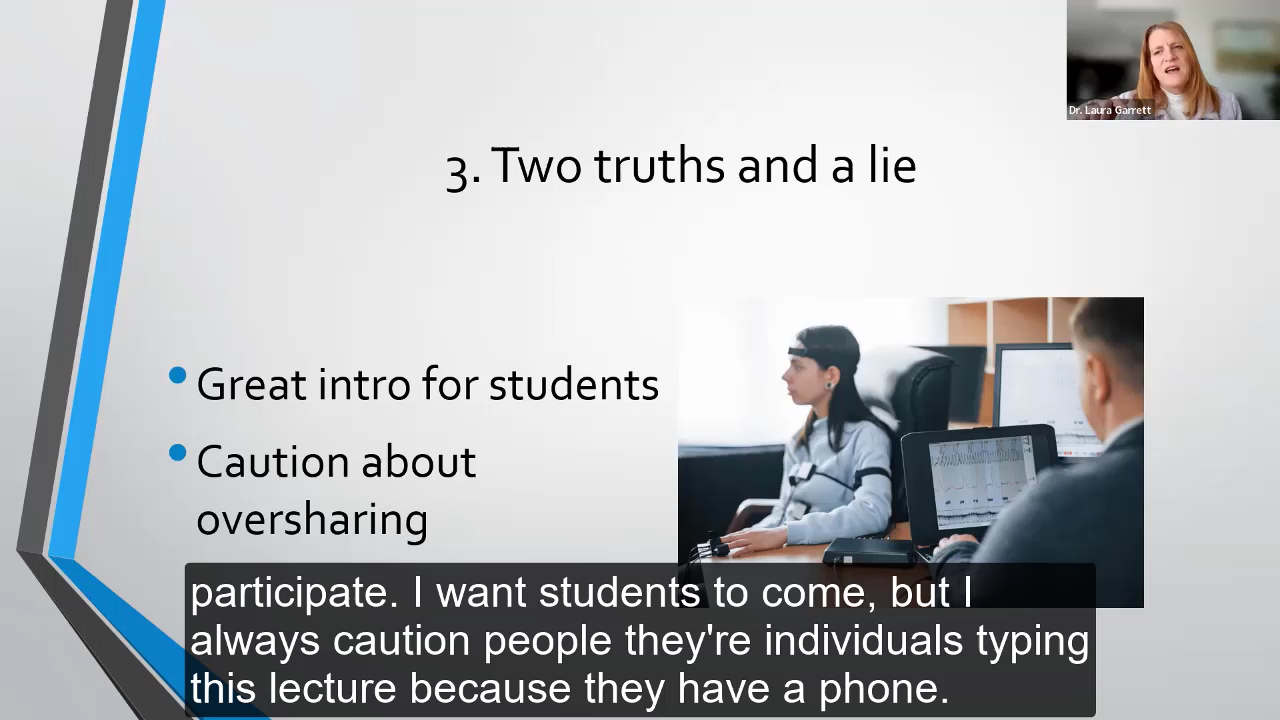 Dr. Laura Garrett
3. Two truths and a lie
Great intro for students
Caution about
oversharing
participate. I want students to come, but I
always caution people they're individuals typing
this lecture because they have a phone.